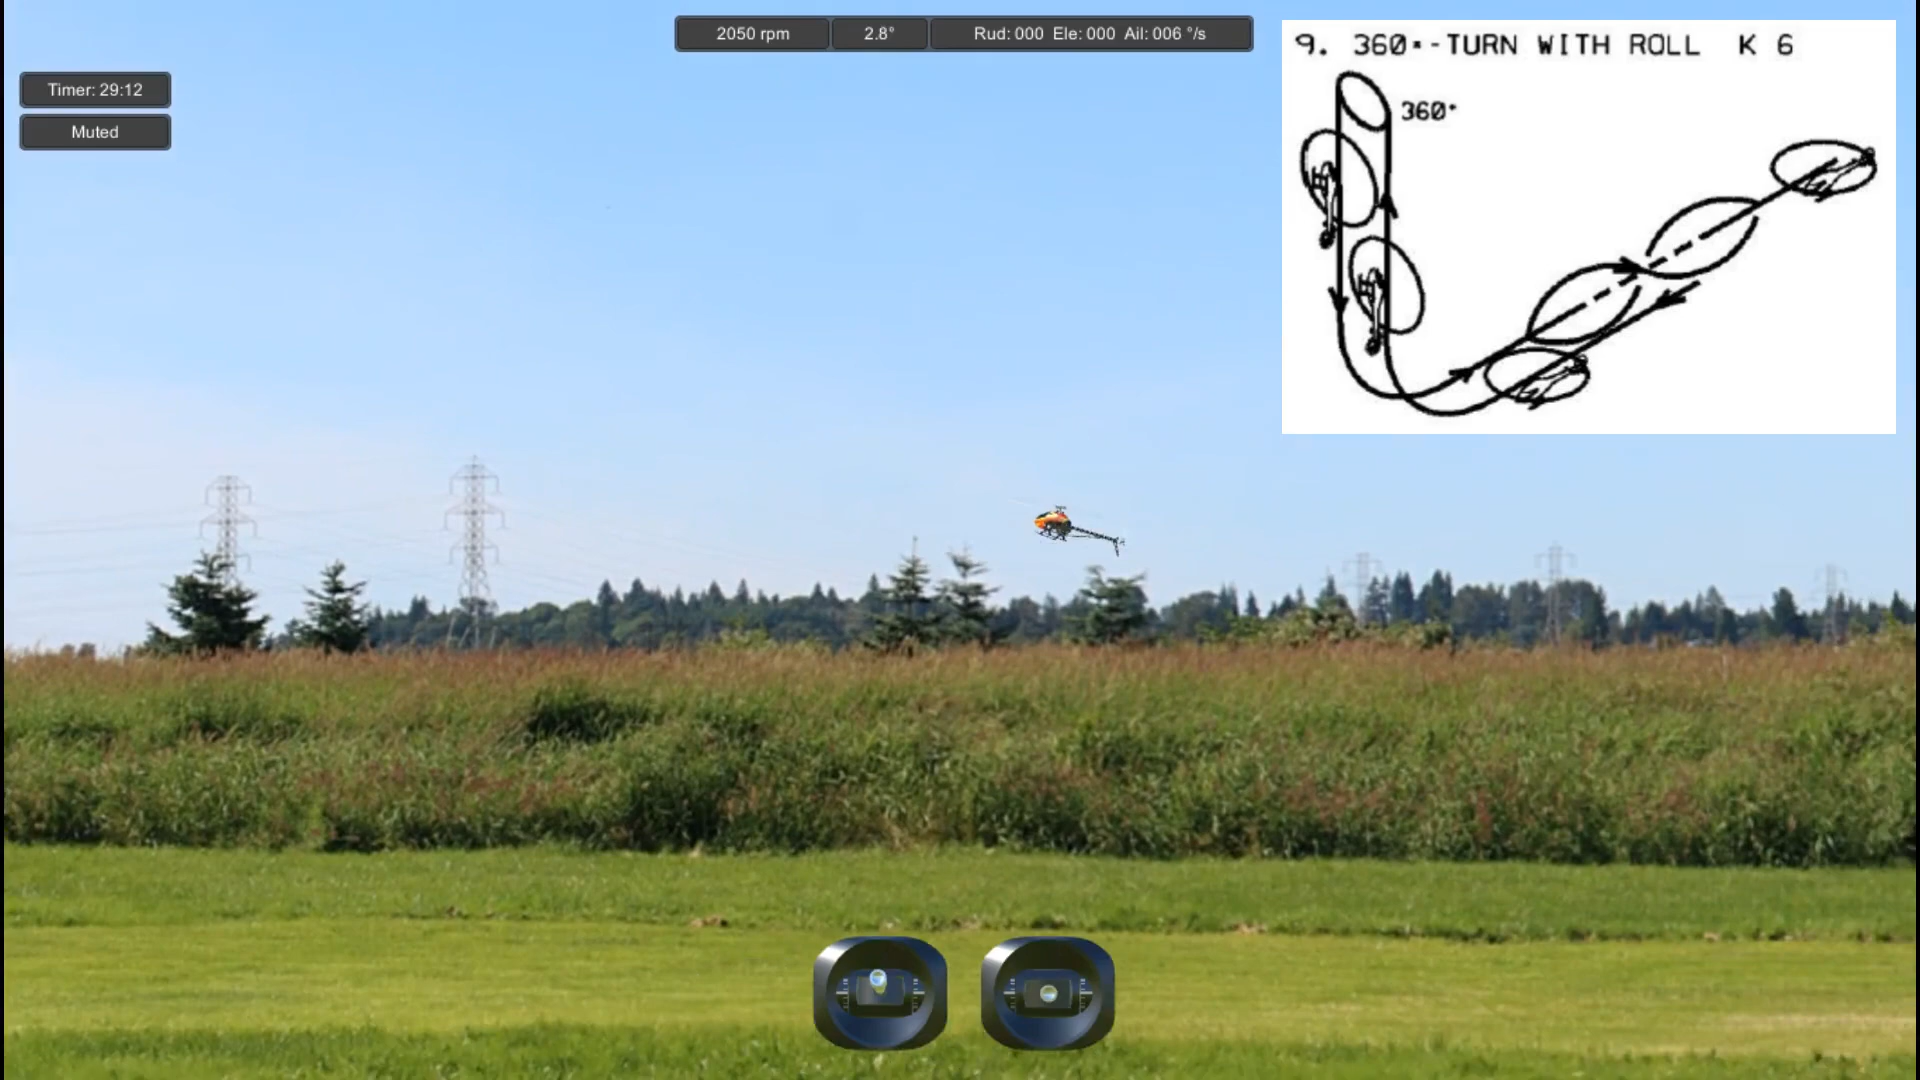 2050 rpm
2.8°
Rud: 000 Ele: 000 Ail: 006 °/s
Timer: 29:12
Muted
9. 360°-TURN WITH ROLL K 6
360°